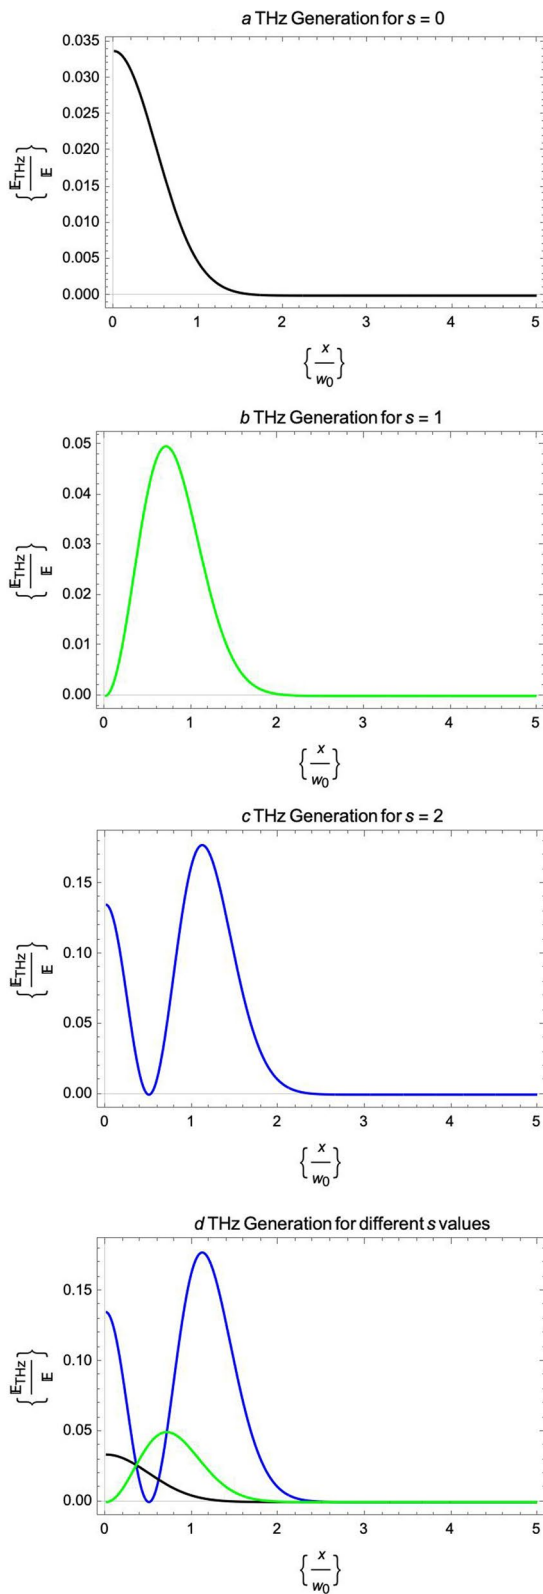 a THz Generation for s = 0
0.035
0.030
0.025
0.020
0.015
0.010
0.005
0.000
{E_THz/E}
0 1 2 3 4 5
{x/w₀}
b THz Generation for s = 1
0.05
0.04
0.03
0.02
0.01
0.00
{E_THz/E}
0 1 2 3 4 5
{x/w₀}
c THz Generation for s = 2
0.15
0.10
0.05
0.00
{E_THz/E}
0 1 2 3 4 5
{x/w₀}
d THz Generation for different s values
0.15
0.10
0.05
0.00
{E_THz/E}
0 1 2 3 4 5
{x/w₀}